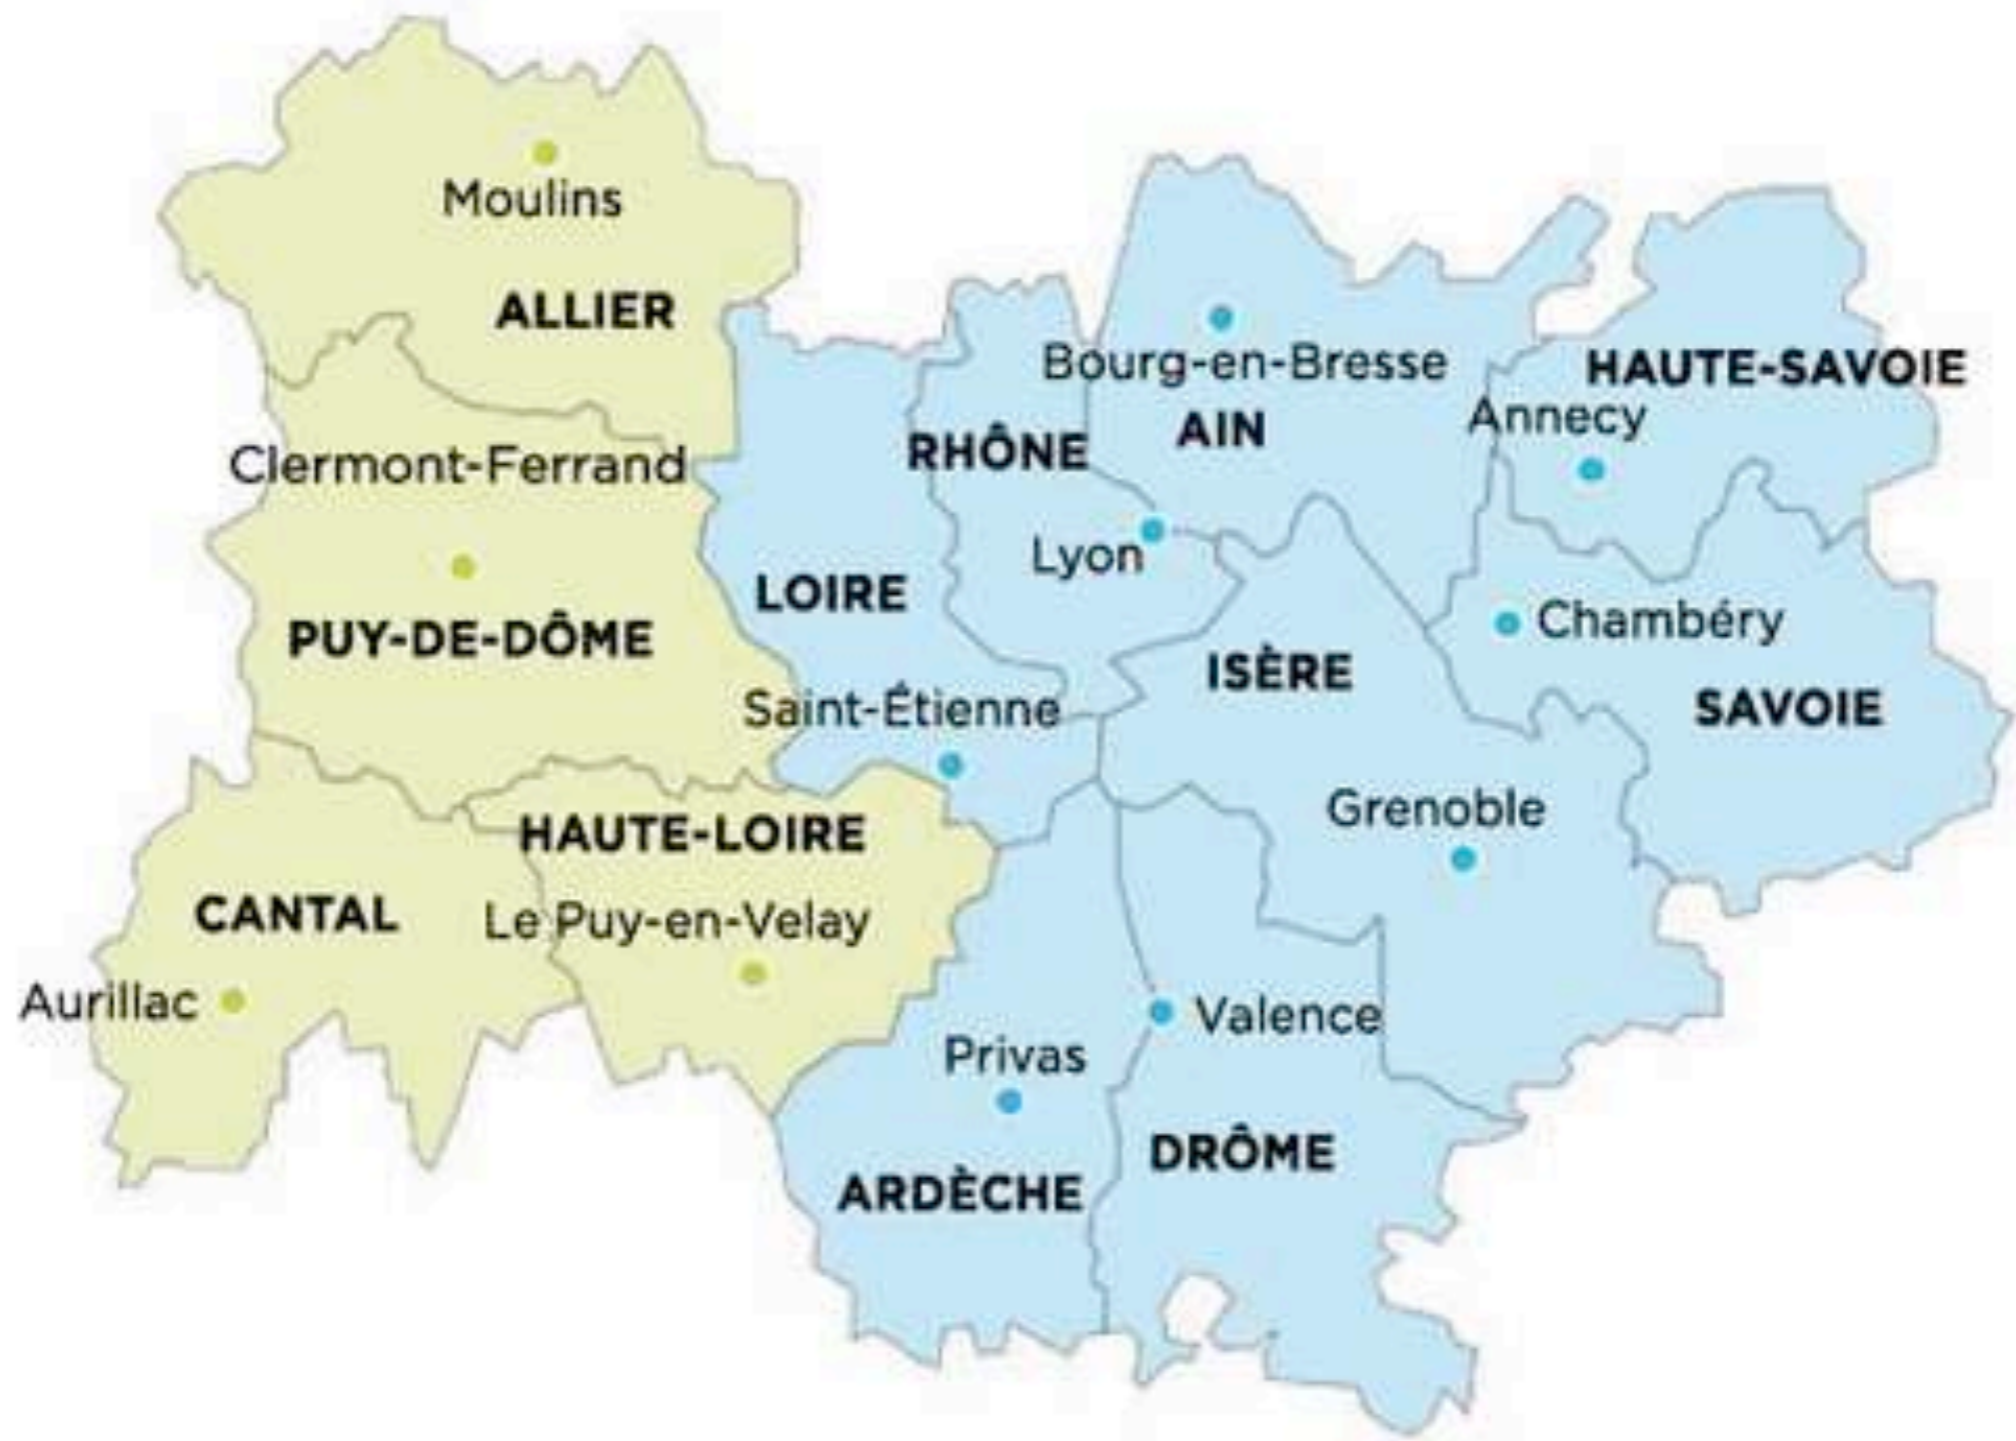 Moulins
ALLIER
Bourg-en-Bresse
HAUTE-SAVOIE
Annecy
AIN
RHÔNE
Clermont-Ferrand
Lyon
LOIRE
Chambéry
PUY-DE-DÔME
ISÈRE
SAVOIE
Saint-Étienne
Grenoble
HAUTE-LOIRE
CANTAL
Le Puy-en-Velay
Aurillac
Valence
Privas
DRÔME
ARDÈCHE